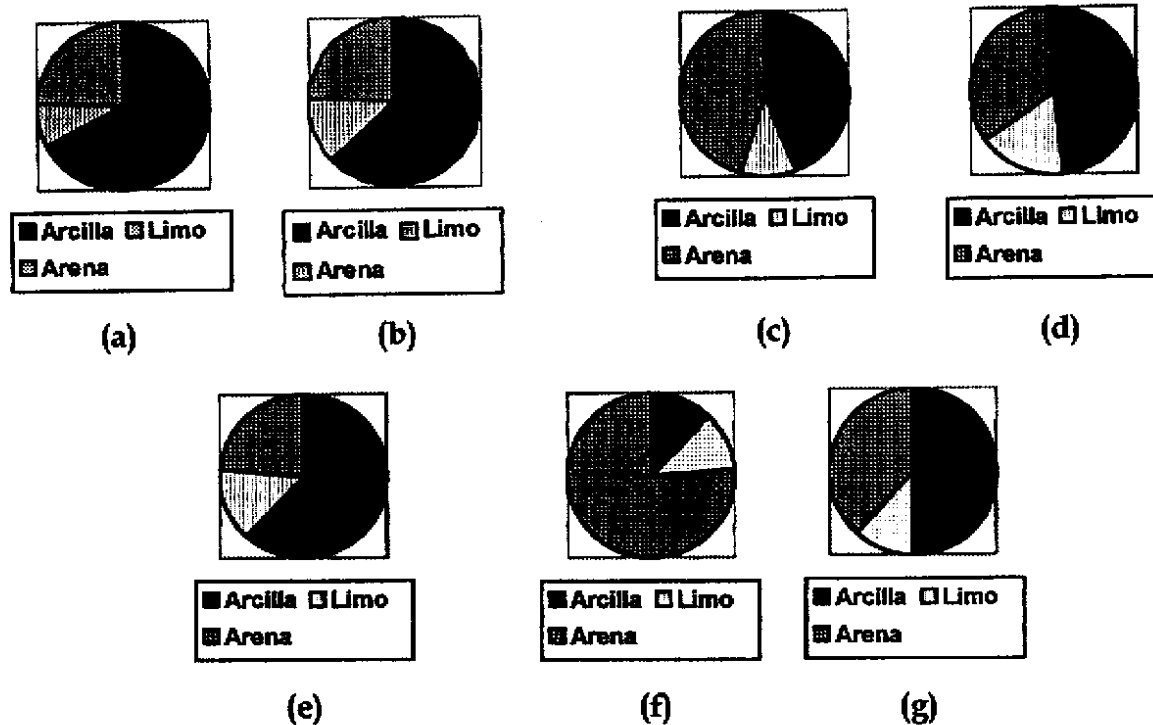 Arcilla Limo
Arena
(a)
Arcilla Limo
Arena
(b)
Arcilla Limo
Arena
(c)
Arcilla Limo
Arena
(d)
Arcilla Limo
Arena
(e)
Arcilla Limo
Arena
(f)
Arcilla Limo
Arena
(g)